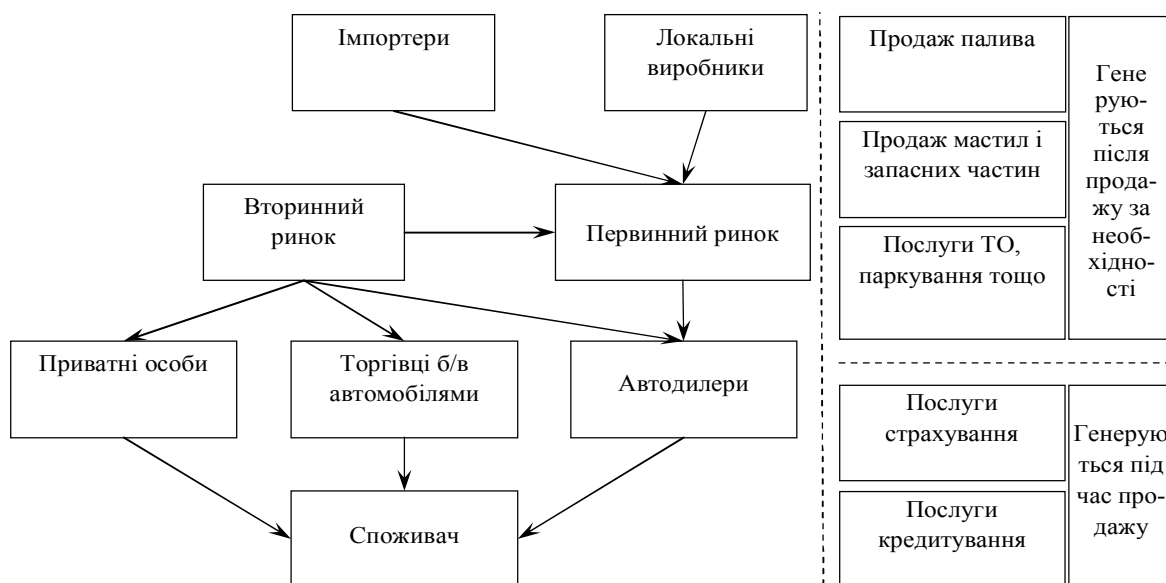 Імпортери
Локальні
виробники
Вторинний
ринок
Первинний ринок
Приватні особи
Торгівці б/в
автомобілями
Автодилери
Споживач
Продаж палива
Продаж мастил і
запасних частин
Послуги ТО,
паркування тощо
Гене
рую-
ться
після
прода-
жу за
необ-
хідно-
сті
Послуги
страхування
Послуги
кредитування
Генерую
ться під
час про-
дажу